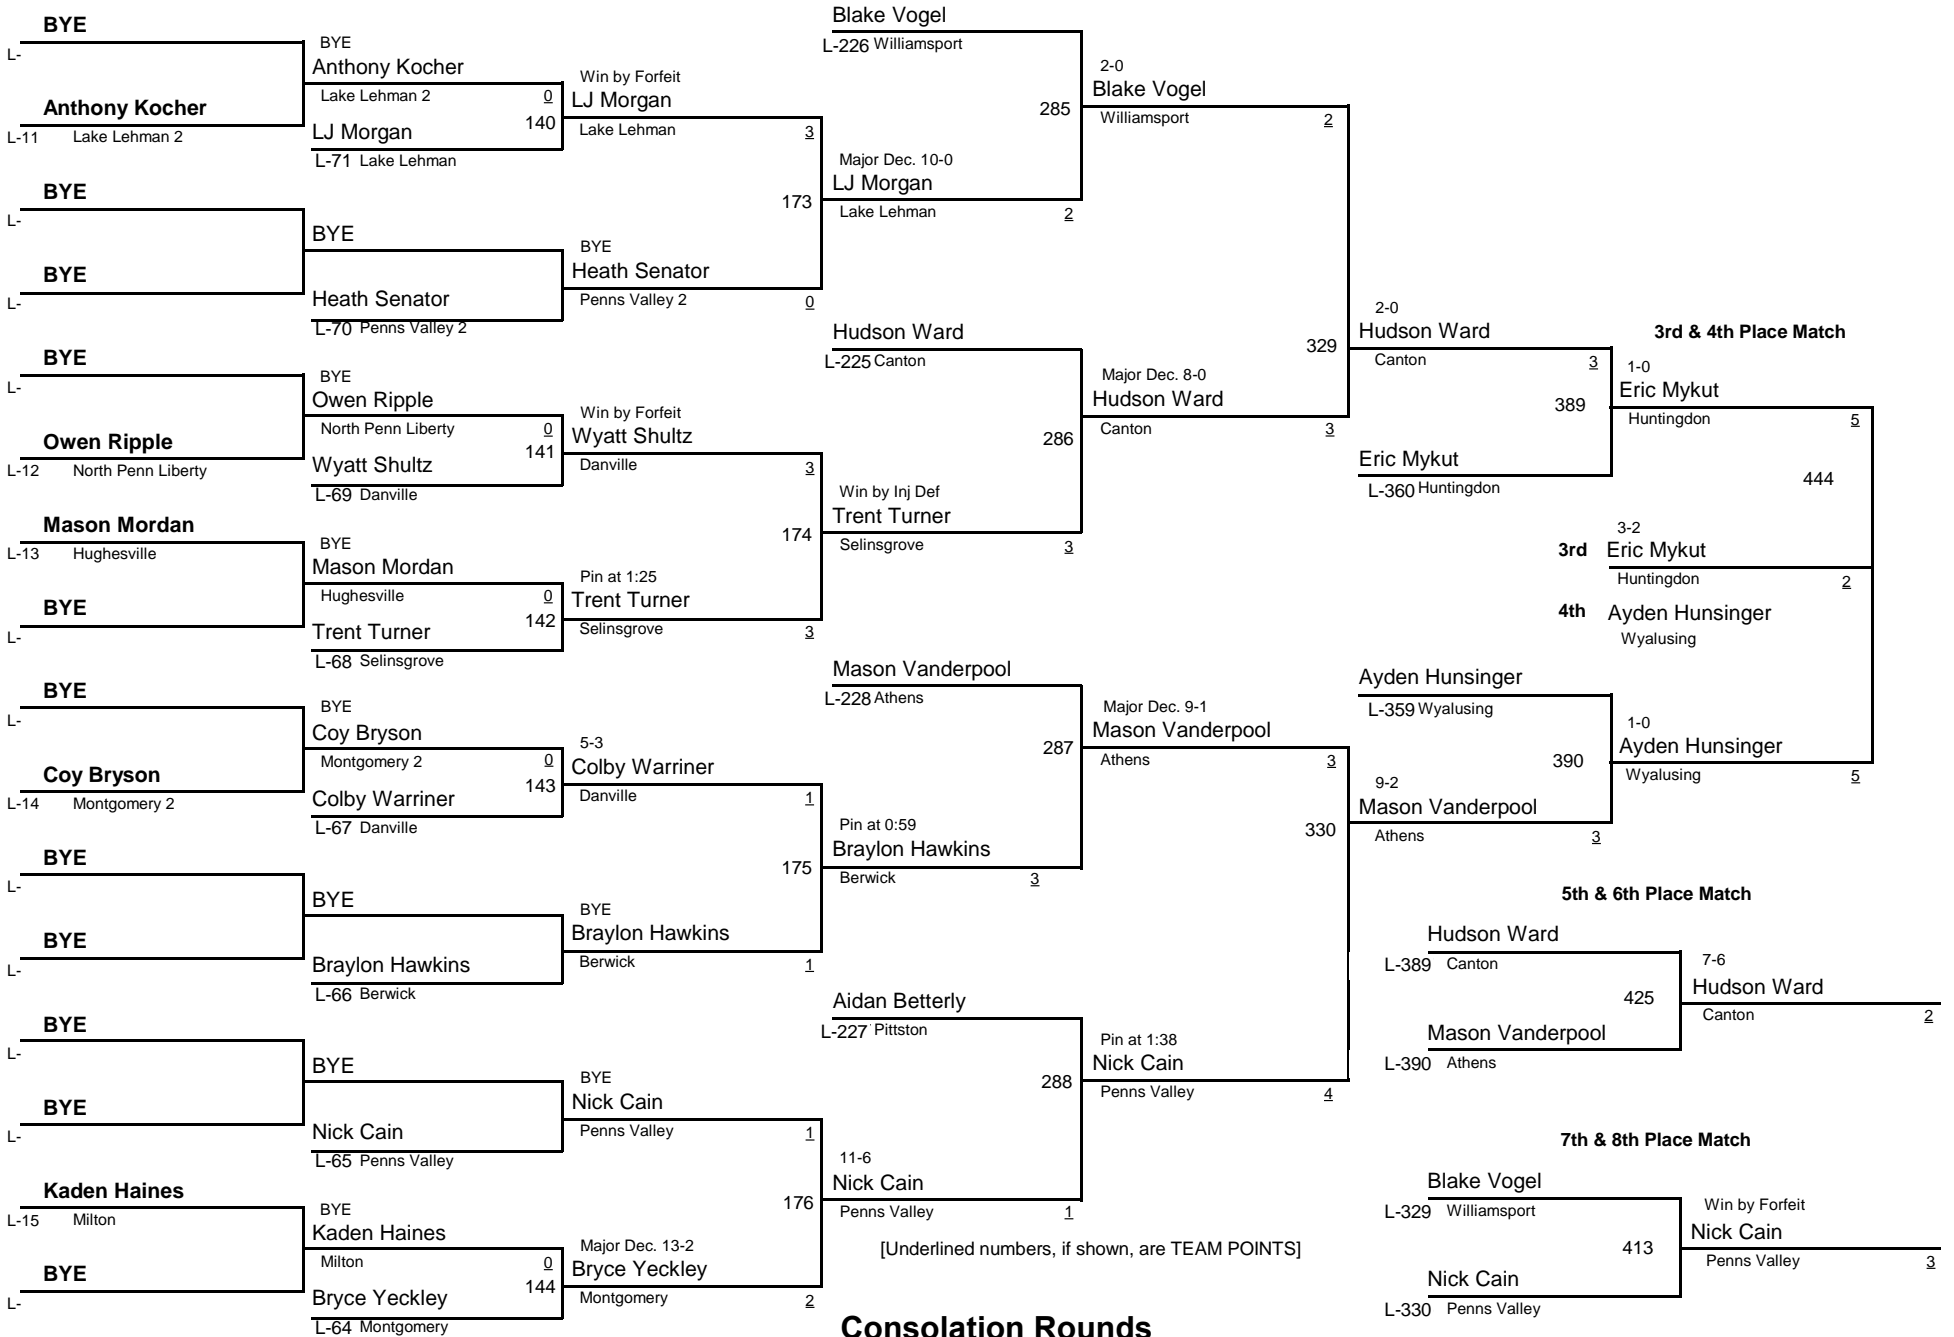 BYE
L-
Anthony Kocher
L-11 Lake Lehman 2
BYE
L-
BYE
L-
BYE
L-
Owen Ripple
L-12 North Penn Liberty
Mason Mordan
L-13 Hughesville
BYE
L-
BYE
L-
Coy Bryson
L-14 Montgomery 2
BYE
L-
BYE
L-
BYE
L-
BYE
L-
Kaden Haines
L-15 Milton
BYE
L-
BYE
Anthony Kocher
Lake Lehman 2 0
140
LJ Morgan
L-71 Lake Lehman
BYE
Heath Senator
L-70 Penns Valley 2
BYE
Owen Ripple
North Penn Liberty 0
141
Wyatt Shultz
L-69 Danville
BYE
Mason Mordan
Hughesville 0
142
Trent Turner
L-68 Selinsgrove
BYE
Coy Bryson
Montgomery 2 0
143
Colby Warriner
L-67 Danville
BYE
Braylon Hawkins
L-66 Berwick
BYE
Nick Cain
L-65 Penns Valley
BYE
Kaden Haines
Milton 0
144
Bryce Yeckley
L-64 Montgomery
Win by Forfeit
LJ Morgan
Lake Lehman 3
173
BYE
Heath Senator
Penns Valley 2 0
Win by Forfeit
Wyatt Shultz
Danville 3
174
Pin at 1:25
Trent Turner
Selinsgrove 3
5-3
Colby Warriner
Danville 1
175
BYE
Braylon Hawkins
Berwick 1
BYE
Nick Cain
Penns Valley 1
176
Major Dec. 13-2
Bryce Yeckley
Montgomery 2
Blake Vogel
L-226 Williamsport
285
Major Dec. 10-0
LJ Morgan
Lake Lehman 2
Hudson Ward
L-225 Canton
286
Win by Inj Def
Trent Turner
Selinsgrove 3
Mason Vanderpool
L-228 Athens
287
Pin at 0:59
Braylon Hawkins
Berwick 3
Aidan Betterly
L-227 Pittston
288
11-6
Nick Cain
Penns Valley 1
2-0
Blake Vogel
Williamsport 2
329
Major Dec. 8-0
Hudson Ward
Canton 3
Major Dec. 9-1
Mason Vanderpool
Athens 3
330
Pin at 1:38
Nick Cain
Penns Valley 4
2-0
Hudson Ward
Canton 3
389
Eric Mykut
L-360 Huntingdon
Ayden Hunsinger
L-359 Wyalusing
390
9-2
Mason Vanderpool
Athens 3
3rd & 4th Place Match
1-0
Eric Mykut
Huntingdon 5
444
3-2
3rd Eric Mykut
Huntingdon 2
4th Ayden Hunsinger
Wyalusing
1-0
Ayden Hunsinger
Wyalusing 5
5th & 6th Place Match
Hudson Ward
L-389 Canton
425
Mason Vanderpool
L-390 Athens
7-6
Hudson Ward
Canton 2
7th & 8th Place Match
Blake Vogel
L-329 Williamsport
413
Nick Cain
L-330 Penns Valley
Win by Forfeit
Nick Cain
Penns Valley 3
[Underlined numbers, if shown, are TEAM POINTS]
Consolation Rounds